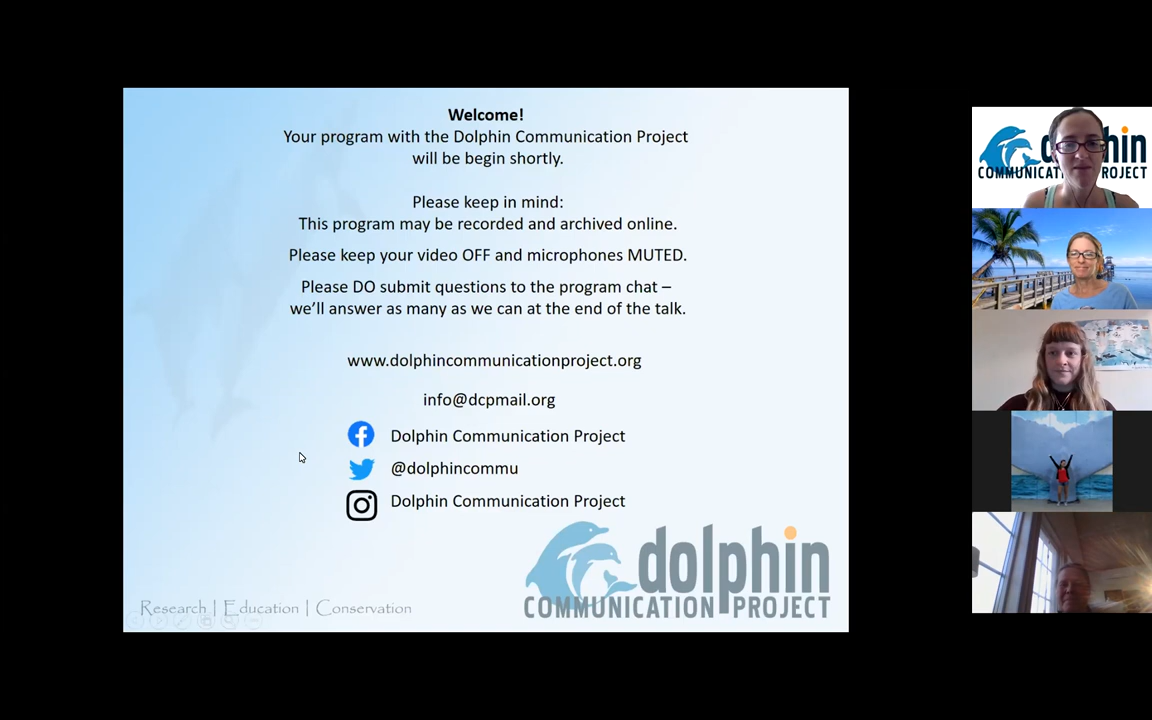 Welcome!
Your program with the Dolphin Communication Project
will be begin shortly.
Please keep in mind:
This program may be recorded and archived online.
Please keep your video OFF and microphones MUTED.
Please DO submit questions to the program chat –
we'll answer as many as we can at the end of the talk.
www.dolphincommunicationproject.org
info@dcpmail.org
Dolphin Communication Project
@dolphincommu
Dolphin Communication Project
Research | Education | Conservation
dolphin
COMMUNICATION PROJECT